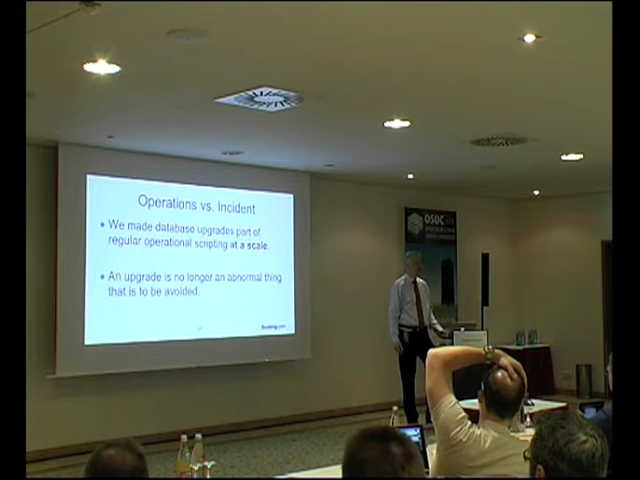 Operations vs. Incident
We made database upgrades part of
regular operational scripting at a scale.
An upgrade is no longer an abnormal thing
that is to be avoided.
Booking.com
OSDC